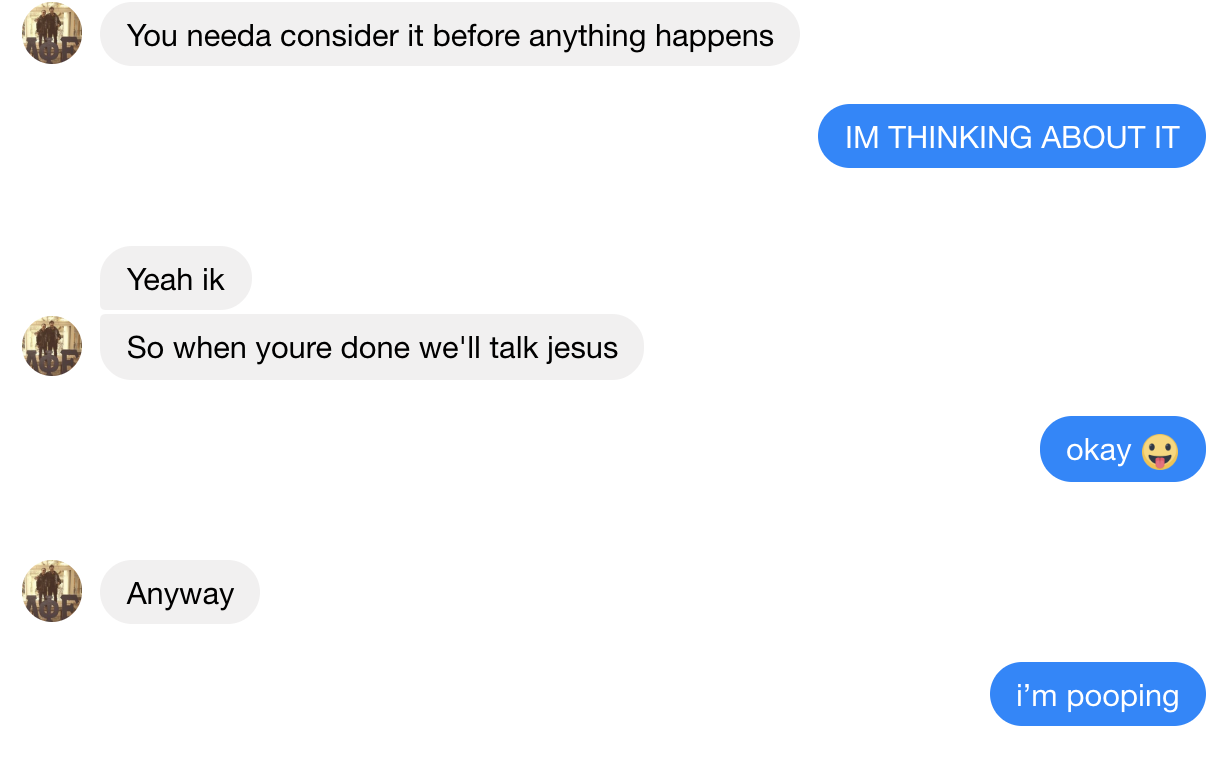 You needa consider it before anything happens
IM THINKING ABOUT IT
Yeah ik
So when youre done we'll talk jesus
okay 😛
Anyway
i’m pooping